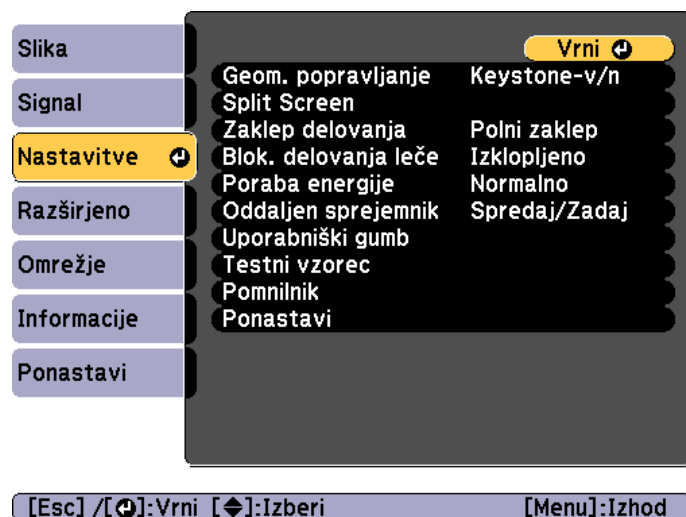 Slika
Signal
Nastavitve
Razširjeno
Omrežje
Informacije
Ponastavi
Vrni
Geom. popravljanje Keystone-v/n
Split Screen
Zaklep delovanja Polni zaklep
Blok. delovanja leče Izklopljeno
Poraba energije Normalno
Oddaljen sprejemnik Spredaj/Zadaj
Uporabniški gumb
Testni vzorec
Pomnilnik
Ponastavi
[Esc] /[⏎]:Vrni [◆]:Izberi [Menu]:Izhod